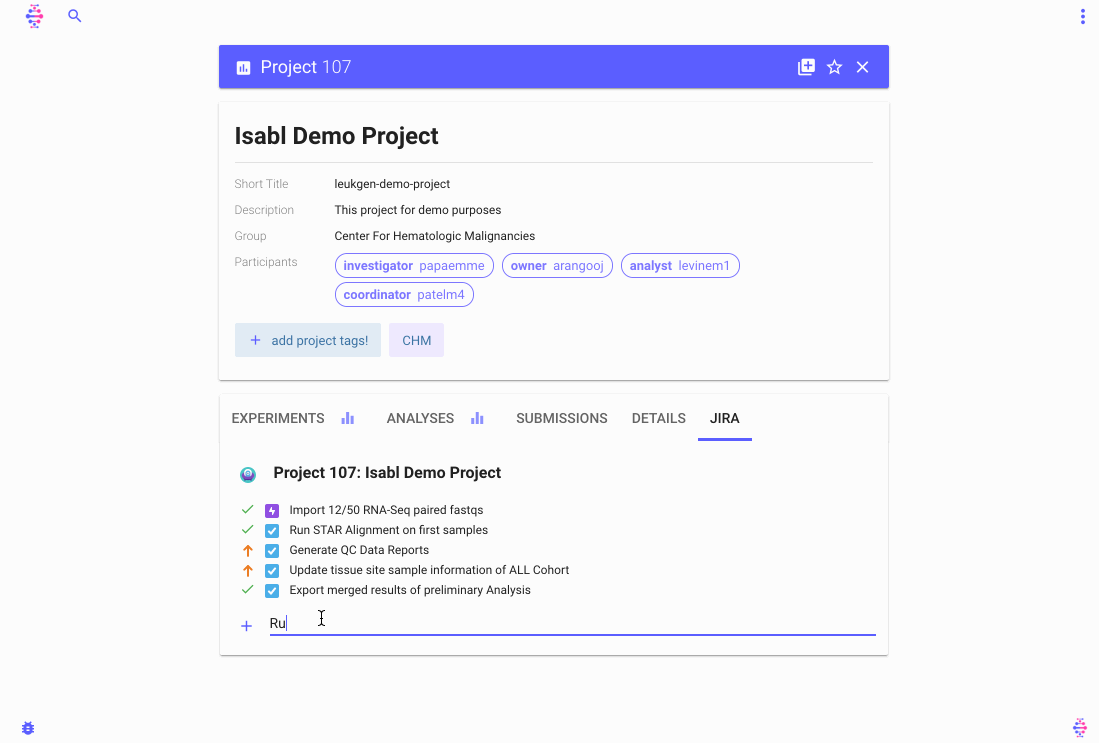 Project 107
Isabl Demo Project
Short Title leukgen-demo-project
Description This project for demo purposes
Group Center For Hematologic Malignancies
Participants investigator papaemme owner arangooj analyst levinem1
coordinator patelm4
+ add project tags! CHM
EXPERIMENTS ANALYSES SUBMISSIONS DETAILS JIRA
Project 107: Isabl Demo Project
Import 12/50 RNA-Seq paired fastqs
Run STAR Alignment on first samples
Generate QC Data Reports
Update tissue site sample information of ALL Cohort
Export merged results of preliminary Analysis
+ Ru